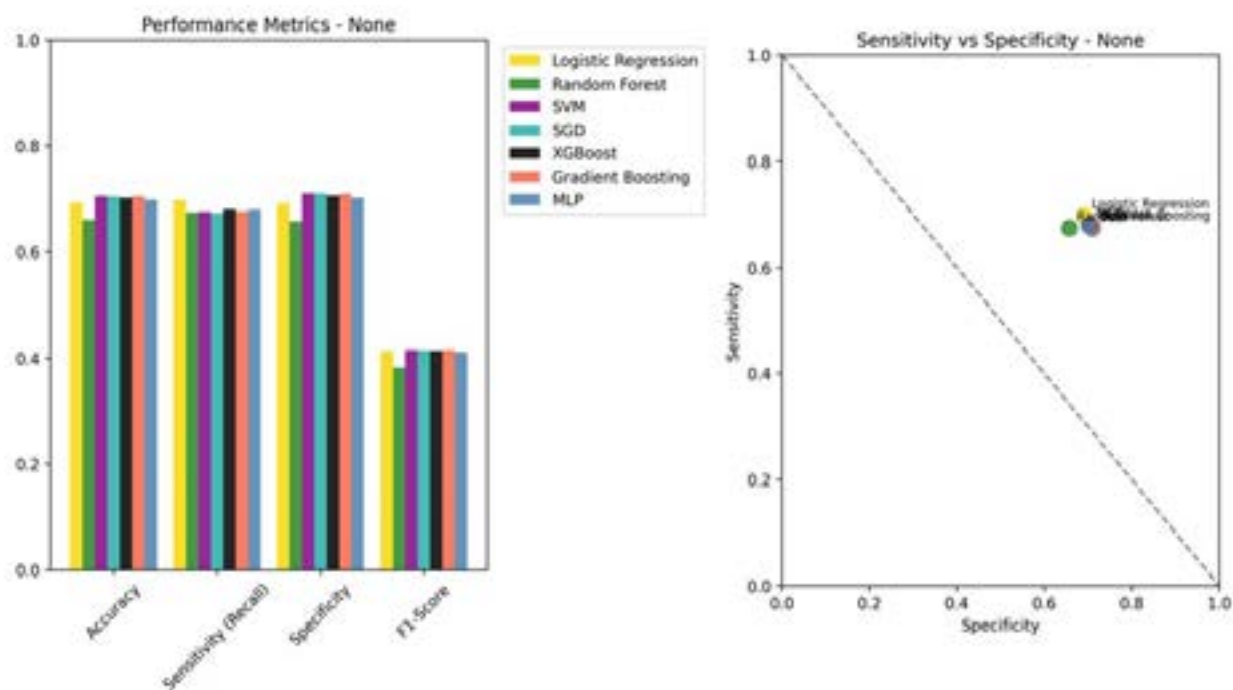 Performance Metrics - None
1.0
0.8
0.6
0.4
0.2
0.0
Accuracy
Sensitivity (Recall)
Specificity
F1-Score
Logistic Regression
Random Forest
SVM
SGD
XGBoost
Gradient Boosting
MLP
Sensitivity vs Specificity - None
Sensitivity
1.0
0.8
0.6
0.4
0.2
0.0
Logistic Regression
Boosting
0.0 0.2 0.4 0.6 0.8 1.0
Specificity